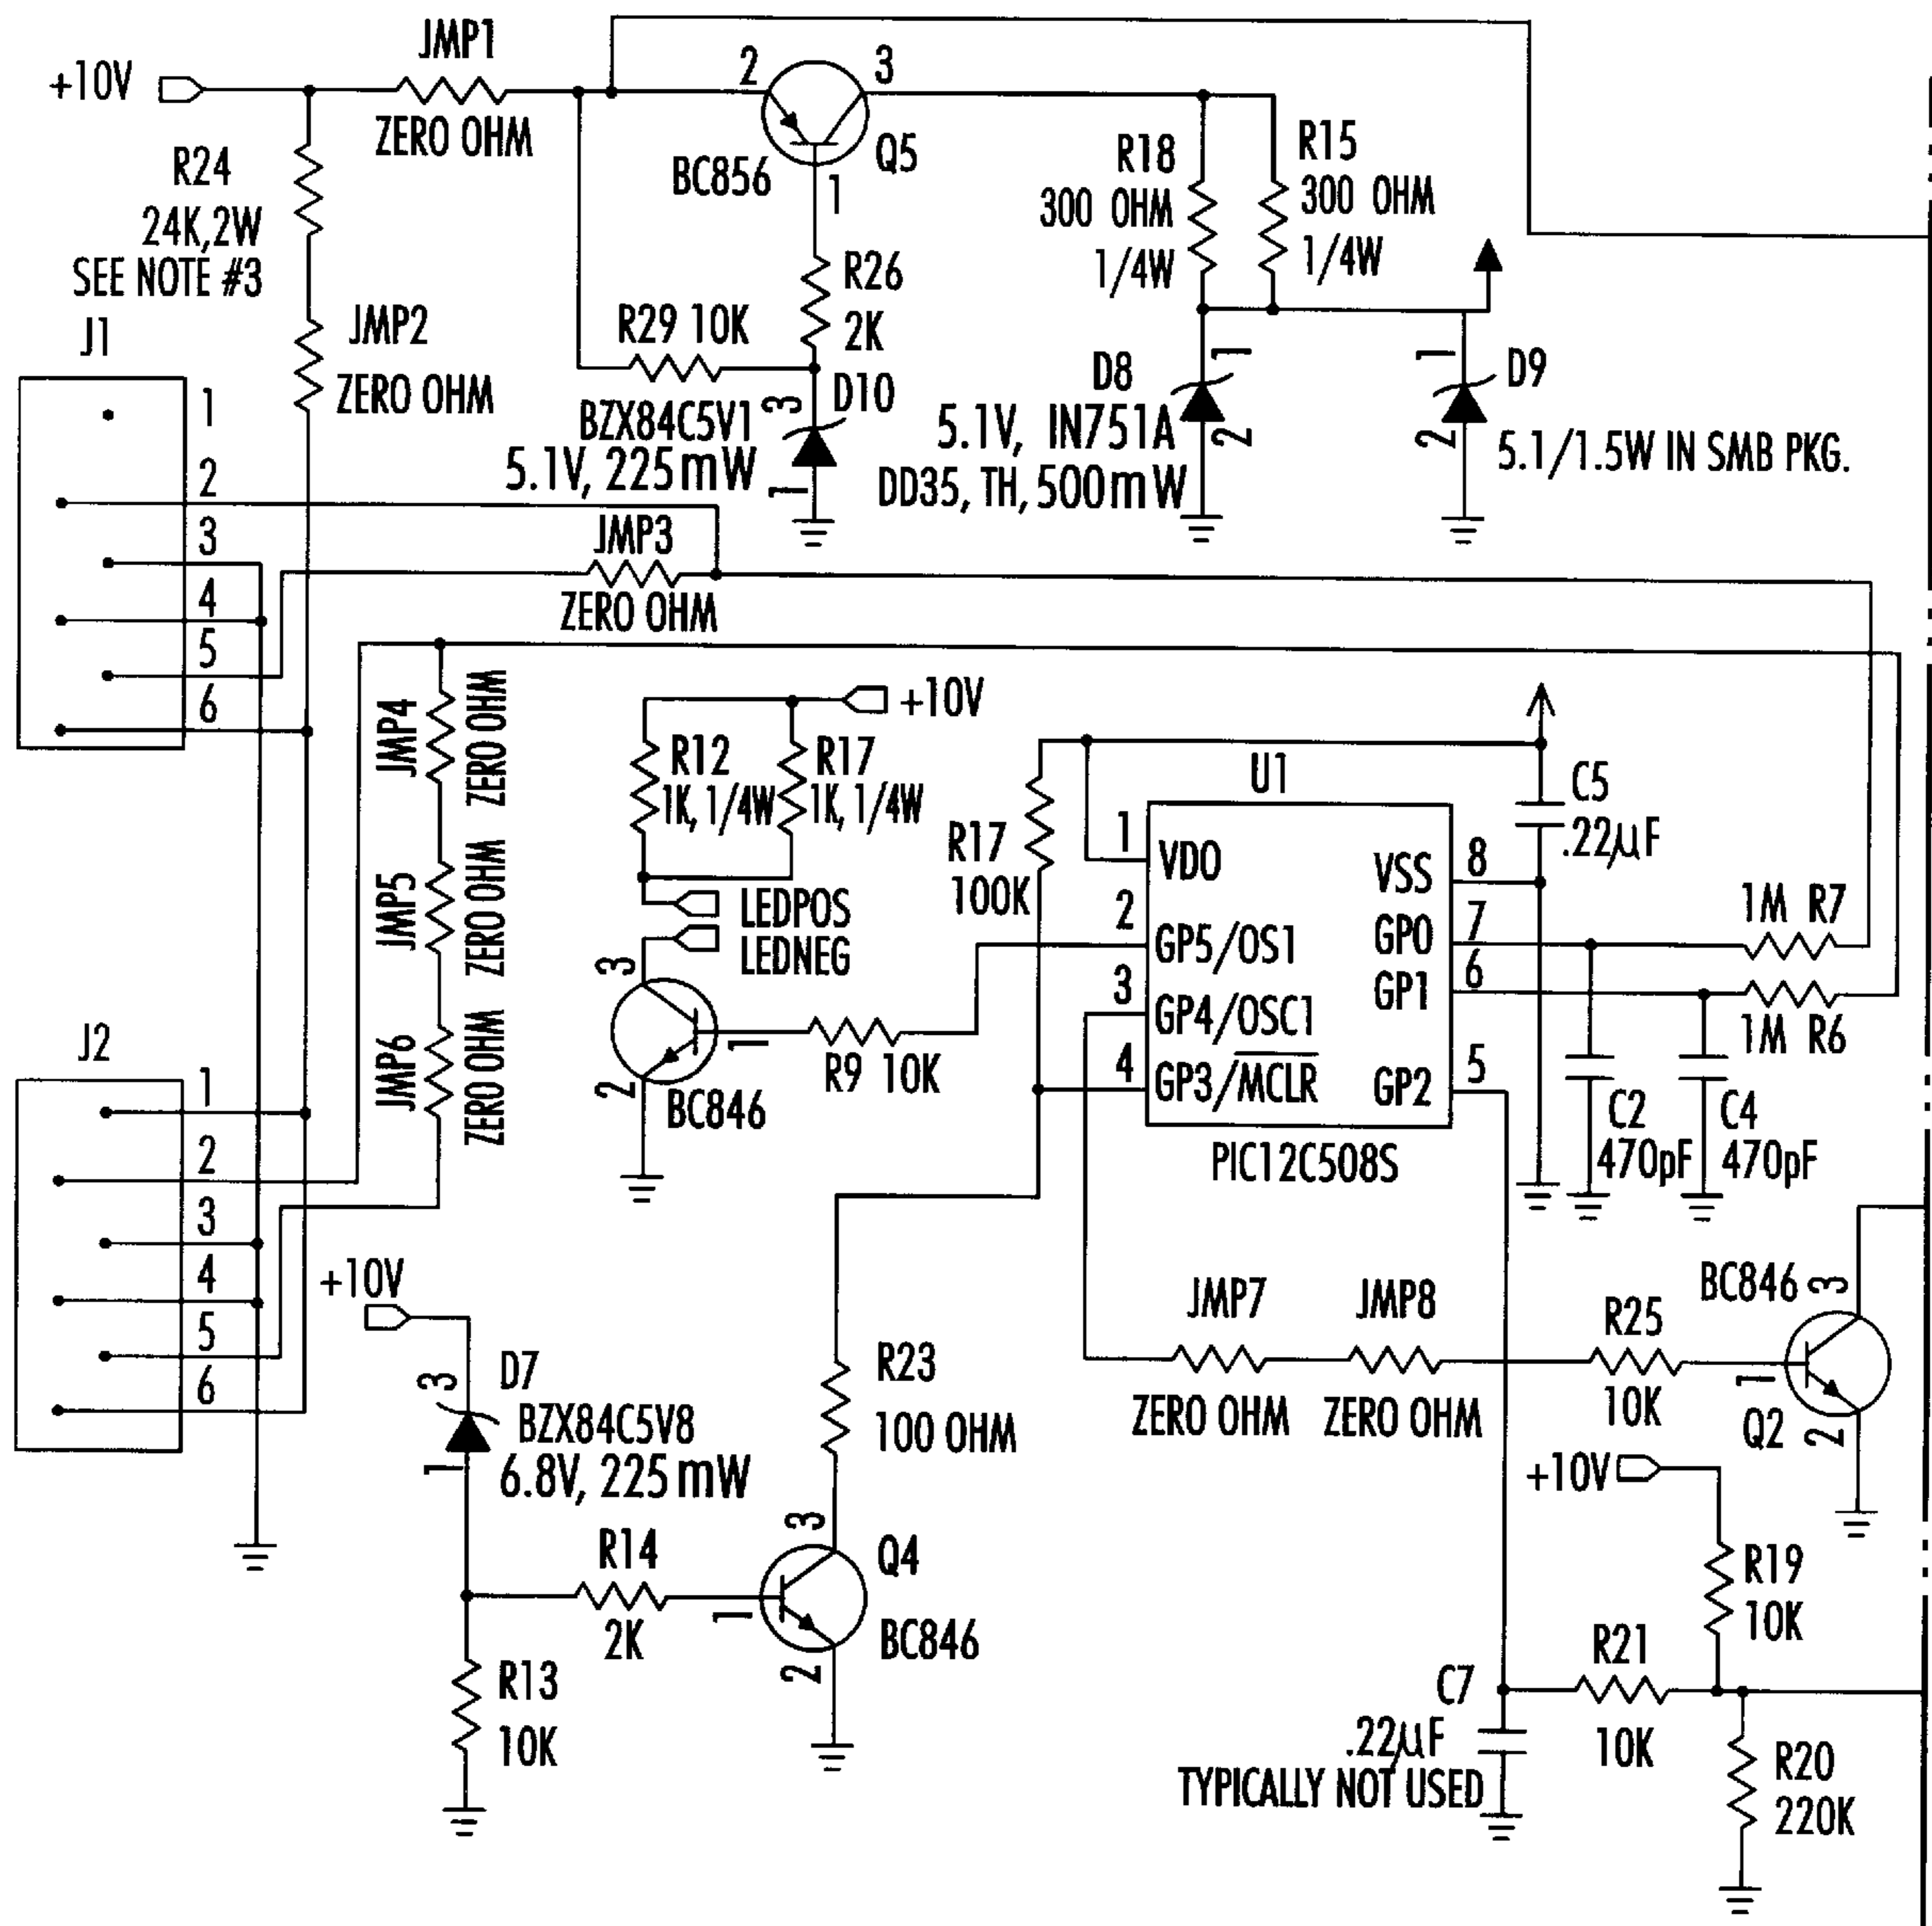 +10V
JMP1
ZERO OHM
2
3
BC856
Q5
1
R24
24K,2W
SEE NOTE #3
JMP2
ZERO OHM
R29 10K
R26
2K
BZX84C5V1
5.1V, 225mW
3
D10
1
R18
300 OHM
1/4W
R15
300 OHM
1/4W
D8
5.1V, IN751A
DD35, TH, 500mW
1
2
1
2
D9
5.1/1.5W IN SMB PKG.
J1
1
2
3
4
5
6
JMP3
ZERO OHM
JMP4
ZERO OHM
JMP5
ZERO OHM
JMP6
ZERO OHM
+10V
R12
1K, 1/4W
R17
1K, 1/4W
LEDPOS
LEDNEG
3
1
2
BC846
R9 10K
R17
100K
U1
1
VDO
2
GP5/OS1
3
GP4/OSC1
4
GP3/MCLR
VSS
8
GP0
7
GP1
6
GP2
5
PIC12C508S
C5
.22µF
1M R7
1M R6
C2
470pF
C4
470pF
J2
1
2
3
4
5
6
+10V
3
D7
BZX84C5V8
6.8V, 225mW
1
R14
2K
R13
10K
R23
100 OHM
3
Q4
1
BC846
2
JMP7
ZERO OHM
JMP8
ZERO OHM
R25
10K
BC846
3
1
Q2
2
+10V
R19
10K
R21
10K
C7
.22µF
TYPICALLY NOT USED
R20
220K